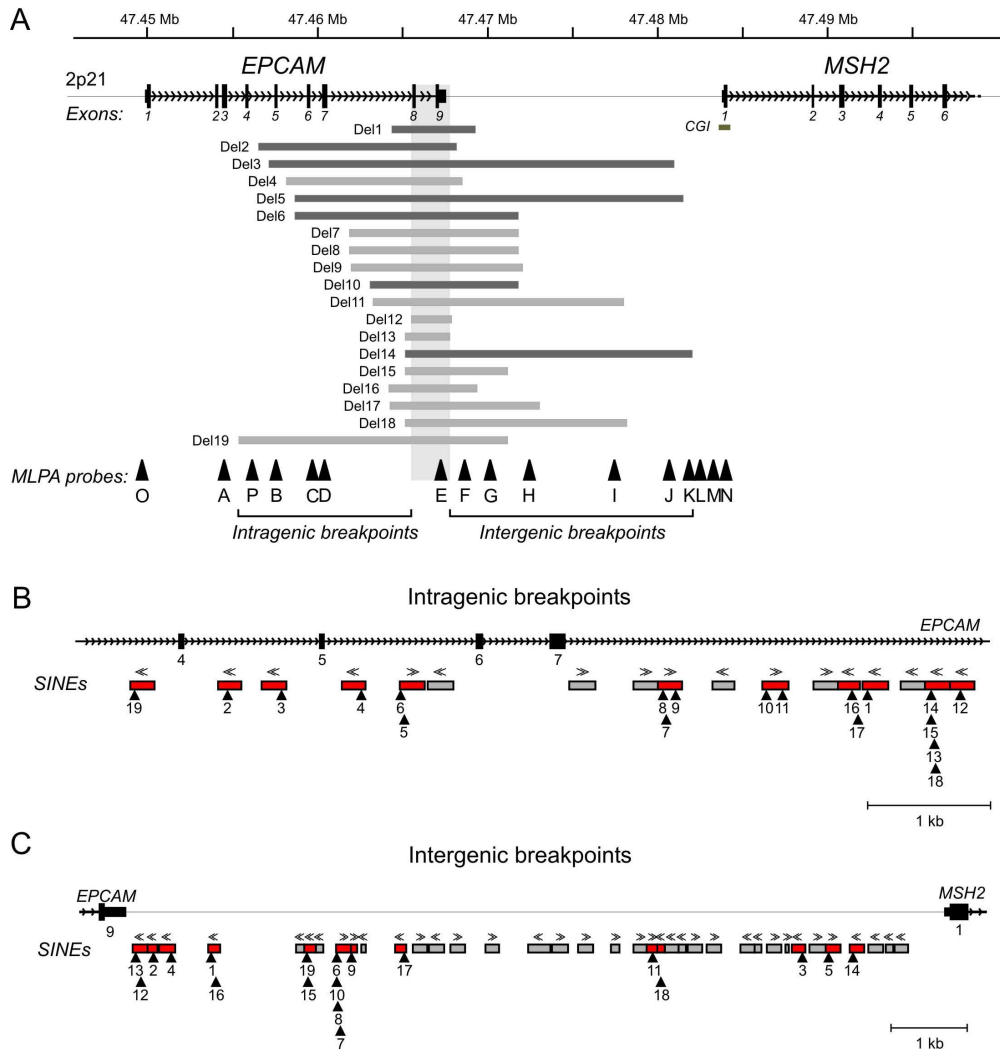 A
47.45 Mb 47.46 Mb 47.47 Mb 47.48 Mb 47.49 Mb
EPCAM MSH2
2p21
Exons: 1 2 3 4 5 6 7 8 9 1 2 3 4 5 6
CGI
Del1
Del2
Del3
Del4
Del5
Del6
Del7
Del8
Del9
Del10
Del11
Del12
Del13
Del14
Del15
Del16
Del17
Del18
Del19
MLPA probes:
O A P B C D E F G H I J K L M N
Intragenic breakpoints Intergenic breakpoints
B
Intragenic breakpoints
EPCAM
4 5 6 7
SINEs
19 2 3 4 6 8 9 10 11 16 1 14 12
5 7 17 15
13
18
1 kb
C
Intergenic breakpoints
EPCAM MSH2
9 1
SINEs
13 2 4 1 19 6 9 17 11 3 5 14
12 16 15 10 18
8
7
1 kb